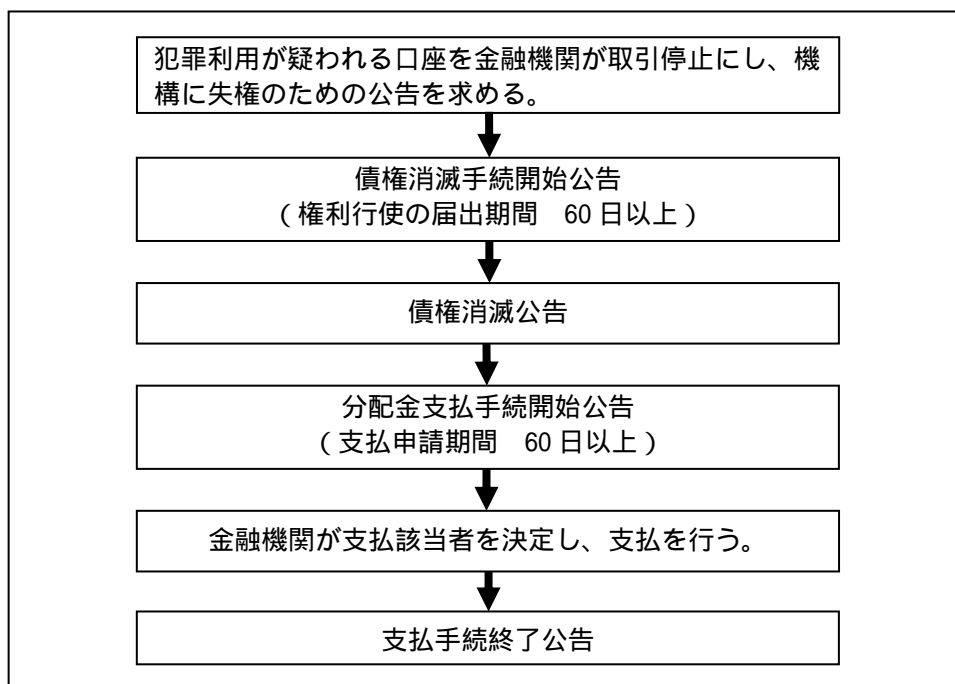 犯罪利用が疑われる口座を金融機関が取引停止にし、機
構に失権のための公告を求める。
債権消滅手続開始公告
（権利行使の届出期間　60日以上）
債権消滅公告
分配金支払手続開始公告
（支払申請期間　60日以上）
金融機関が支払該当者を決定し、支払を行う。
支払手続終了公告